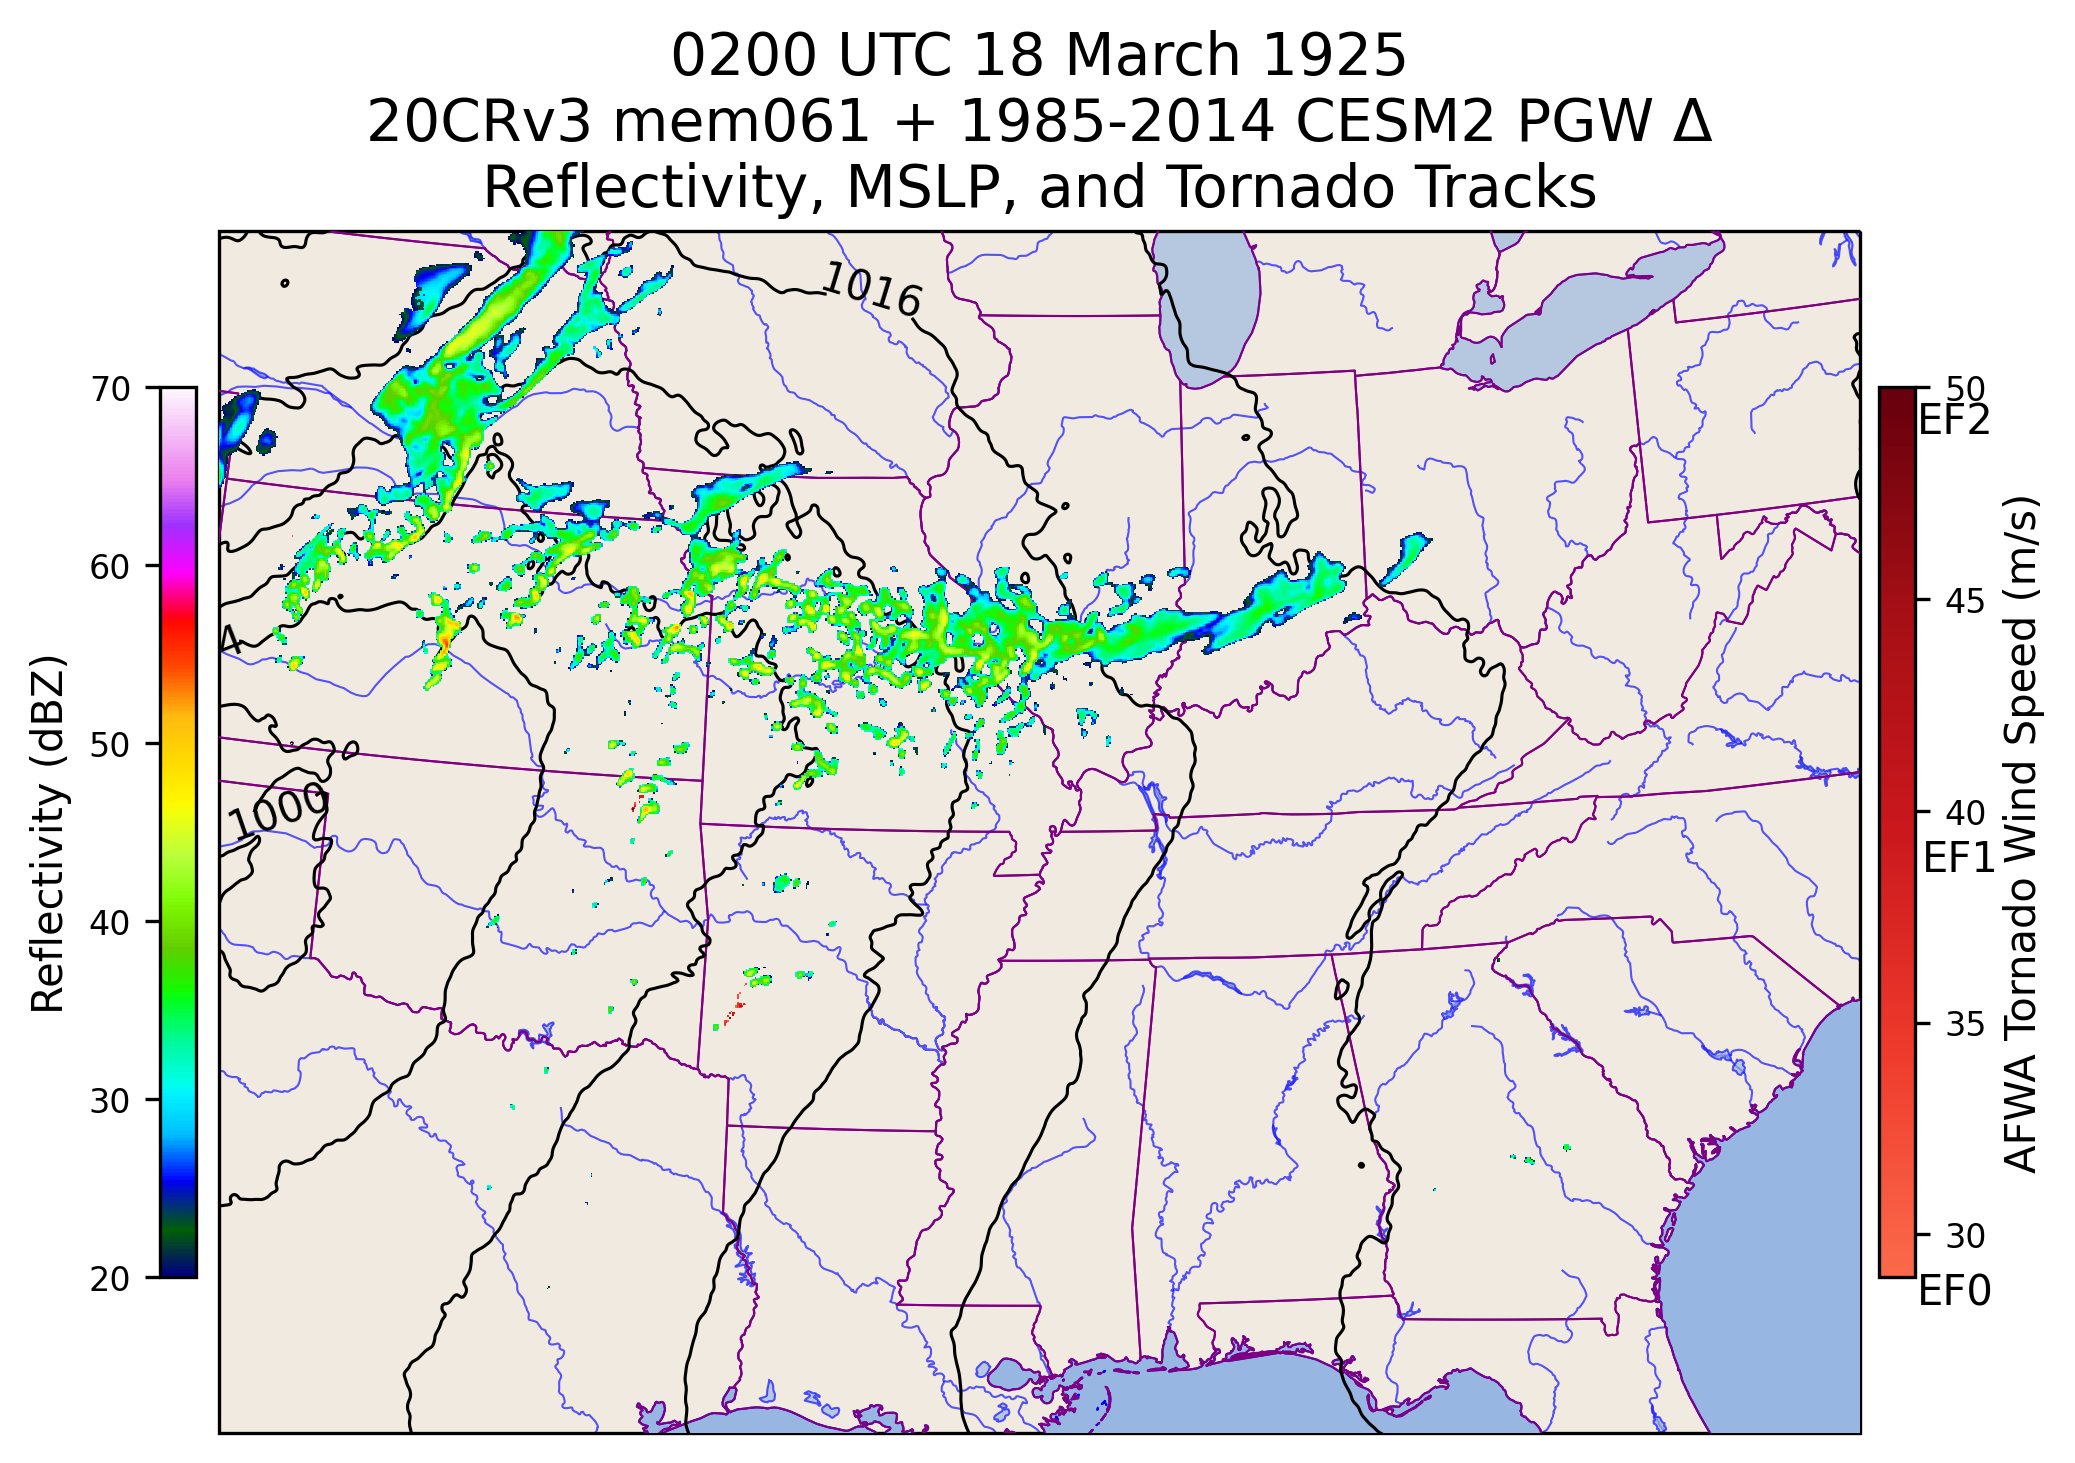 0200 UTC 18 March 1925
20CRv3 mem061 + 1985-2014 CESM2 PGW Δ
Reflectivity, MSLP, and Tornado Tracks
1016
4
1000
70
60
50
40
30
20
Reflectivity (dBZ)
50
EF2
45
40
EF1
35
30
EF0
AFWA Tornado Wind Speed (m/s)